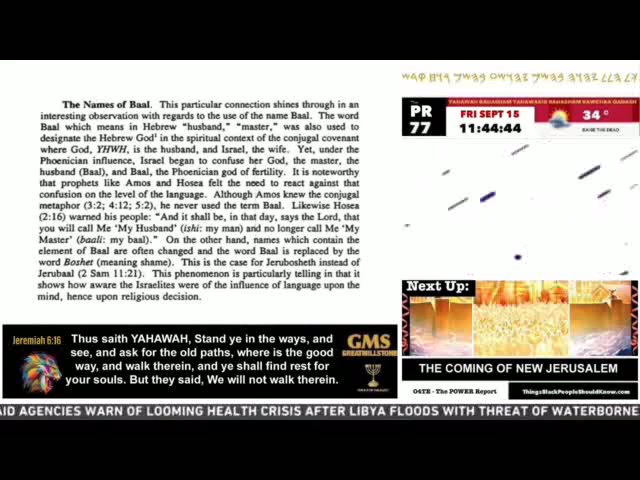 The Names of Baal. This particular connection shines through in an
interesting observation with regards to the use of the name Baal. The word
Baal which means in Hebrew "husband," "master," was also used to
designate the Hebrew God¹ in the spiritual context of the conjugal covenant
where God, YHWH, is the husband, and Israel, the wife. Yet, under the
Phoenician influence, Israel began to confuse her God, the master, the
husband (Baal), and Baal, the Phoenician god of fertility. It is noteworthy
that prophets like Amos and Hosea felt the need to react against that
confusion on the level of the language. Although Amos knew the conjugal
metaphor (3:2; 4:12; 5:2), he never used the term Baal. Likewise Hosea
(2:16) warned his people: "And it shall be, in that day, says the Lord, that
you will call Me 'My Husband' (ishi: my man) and no longer call Me 'My
Master' (baali: my baal)." On the other hand, names which contain the
element of Baal are often changed and the word Baal is replaced by the
word Boshet (meaning shame). This is the case for Jerubosheth instead of
Jerubaal (2 Sam 11:21). This phenomenon is particularly telling in that it
shows how aware the Israelites were of the influence of language upon the
mind, hence upon religious decision.
PR
77
FRI SEPT 15
11:44:44
34°
RAISE THE DEAD
Next Up:
THE COMING OF NEW JERUSALEM
O4TE - The POWER Report
ThingsBlackPeopleShouldKnow.com
Jeremiah 6:16
Thus saith YAHAWAH, Stand ye in the ways, and
see, and ask for the old paths, where is the good
way, and walk therein, and ye shall find rest for
your souls. But they said, We will not walk therein.
GMS
GREATMILLSTONE
AID AGENCIES WARN OF LOOMING HEALTH CRISIS AFTER LIBYA FLOODS WITH THREAT OF WATERBORNE